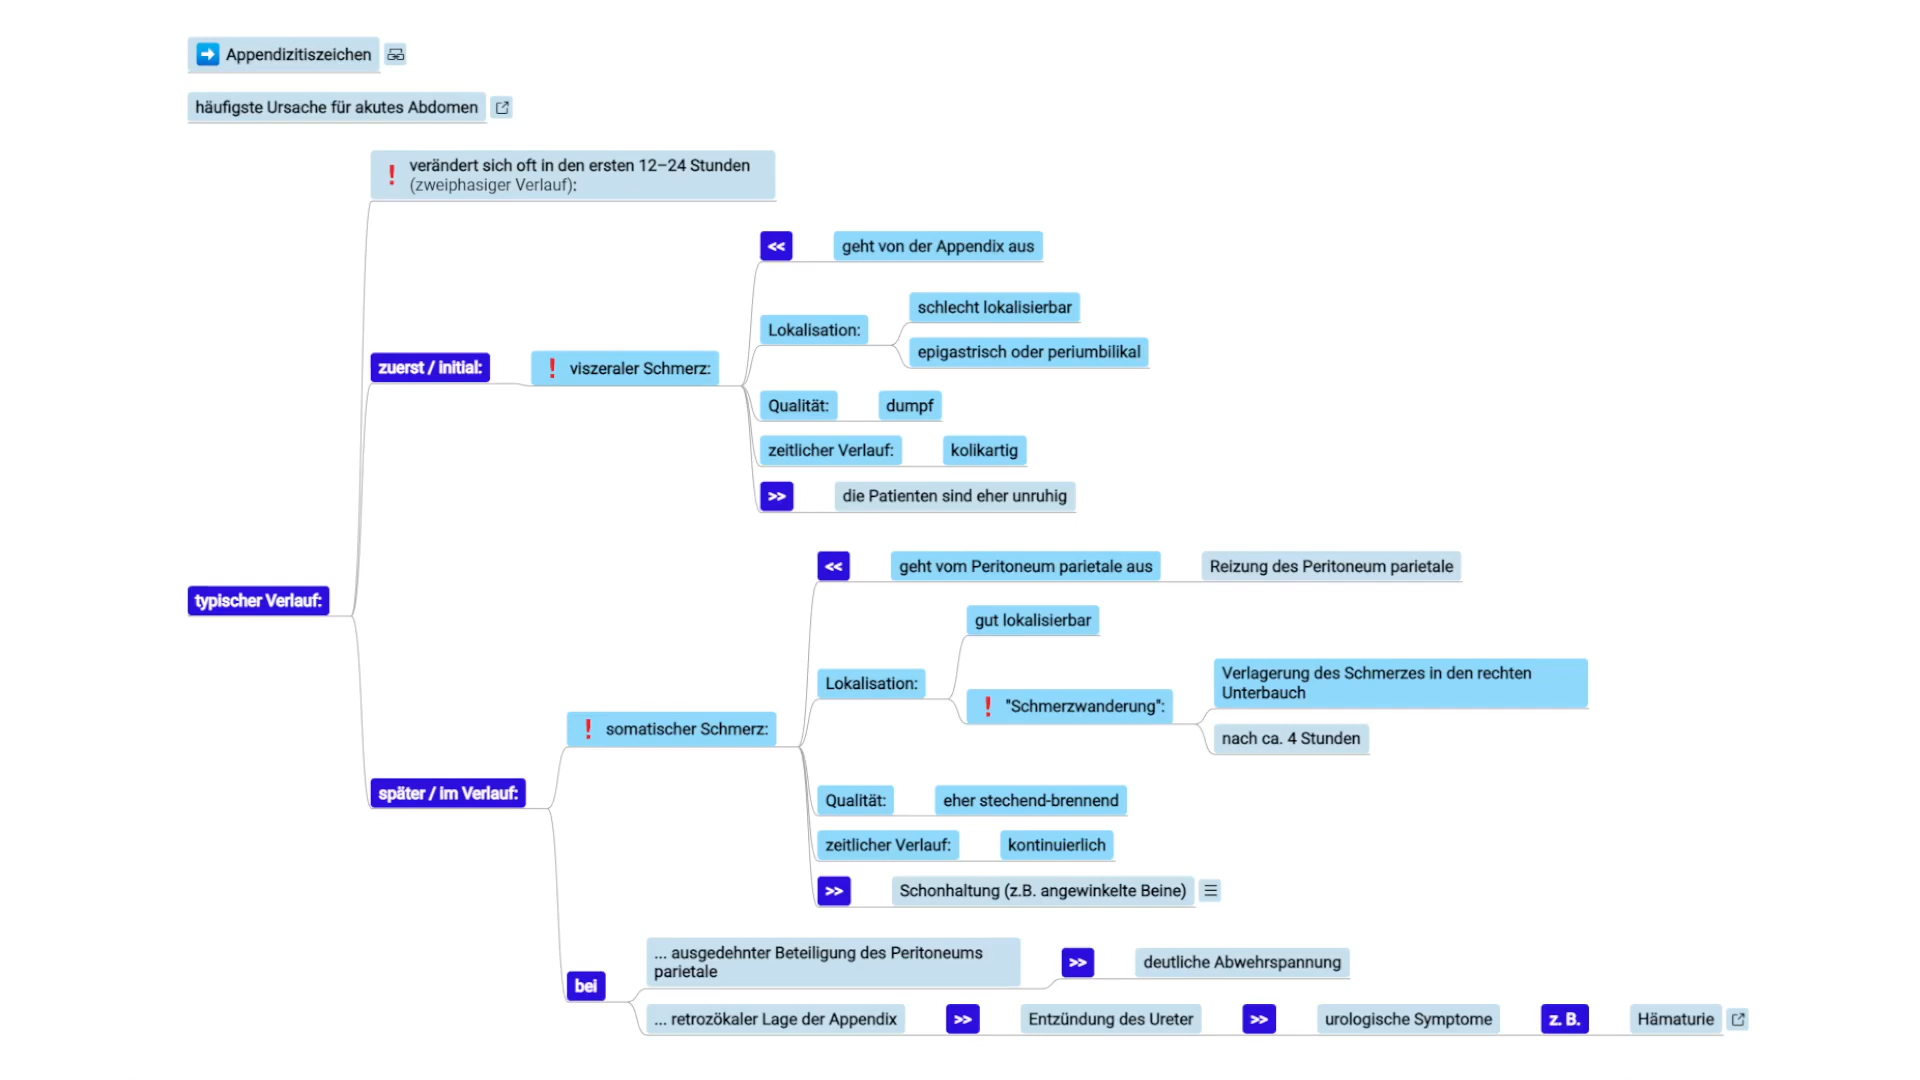 Appendizitiszeichen
häufigste Ursache für akutes Abdomen
verändert sich oft in den ersten 12–24 Stunden
(zweiphasiger Verlauf):
<< geht von der Appendix aus
schlecht lokalisierbar
Lokalisation:
epigastrisch oder periumbilikal
zuerst / initial: viszeraler Schmerz:
Qualität: dumpf
zeitlicher Verlauf: kolikartig
>> die Patienten sind eher unruhig
<< geht vom Peritoneum parietale aus Reizung des Peritoneum parietale
typischer Verlauf:
gut lokalisierbar
Lokalisation:
Verlagerung des Schmerzes in den rechten
Unterbauch
"Schmerzwanderung":
nach ca. 4 Stunden
somatischer Schmerz:
später / im Verlauf:
Qualität: eher stechend-brennend
zeitlicher Verlauf: kontinuierlich
>> Schonhaltung (z.B. angewinkelte Beine)
... ausgedehnter Beteiligung des Peritoneums
parietale
>> deutliche Abwehrspannung
bei
... retrozökaler Lage der Appendix >> Entzündung des Ureter >> urologische Symptome z. B. Hämaturie